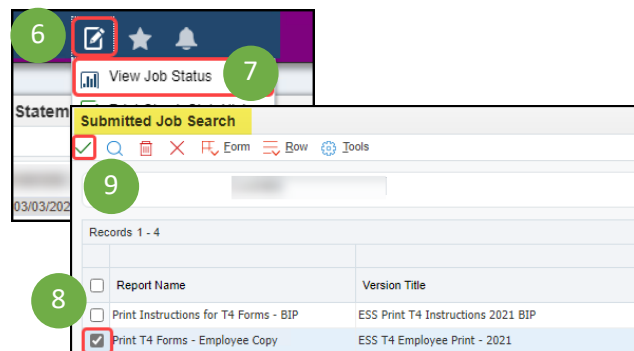 6
View Job Status
7
Statem
Submitted Job Search
Form Row Tools
9
03/03/202
Records 1 - 4
Report Name Version Title
8
Print Instructions for T4 Forms - BIP ESS Print T4 Instructions 2021 BIP
Print T4 Forms - Employee Copy ESS T4 Employee Print - 2021